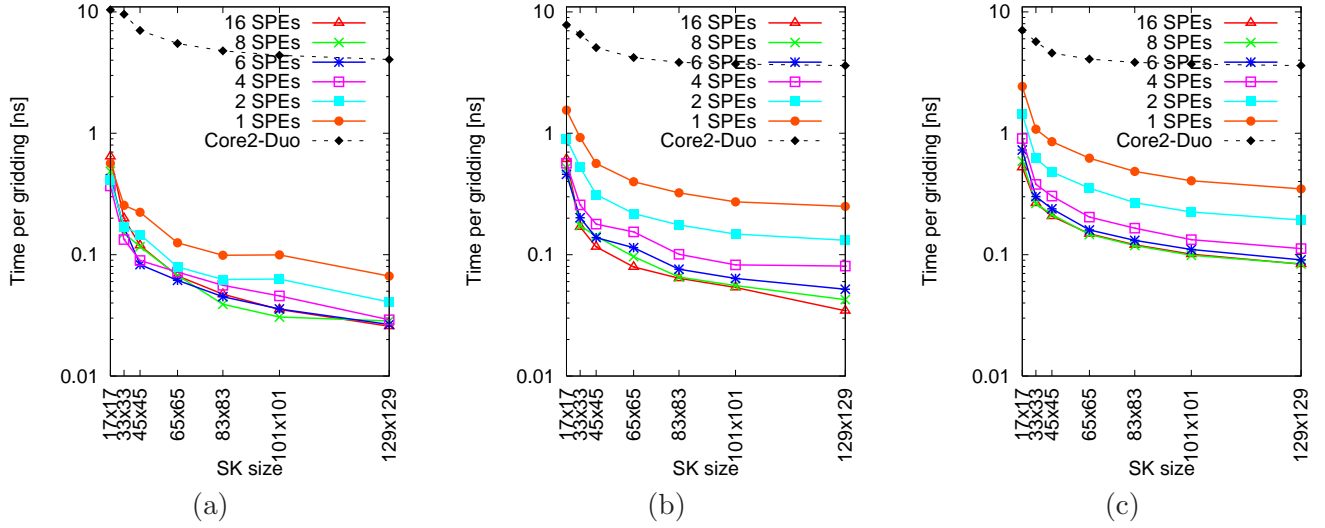 10
1
0.1
0.01
Time per gridding [ns]
16 SPEs
8 SPEs
6 SPEs
4 SPEs
2 SPEs
1 SPEs
Core2-Duo
17x17
33x33
45x45
65x65
83x83
101x101
129x129
SK size
(a)
10
1
0.1
0.01
Time per gridding [ns]
16 SPEs
8 SPEs
6 SPEs
4 SPEs
2 SPEs
1 SPEs
Core2-Duo
17x17
33x33
45x45
65x65
83x83
101x101
129x129
SK size
(b)
10
1
0.1
0.01
Time per gridding [ns]
16 SPEs
8 SPEs
6 SPEs
4 SPEs
2 SPEs
1 SPEs
Core2-Duo
17x17
33x33
45x45
65x65
83x83
101x101
129x129
SK size
(c)